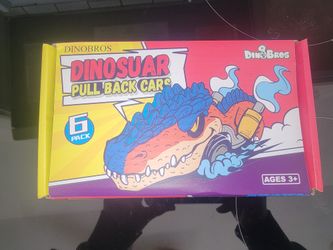 DINOBROS
DINOSUAR
PULL BACK CARS
6
PACK
DINOBROS
AGES 3+